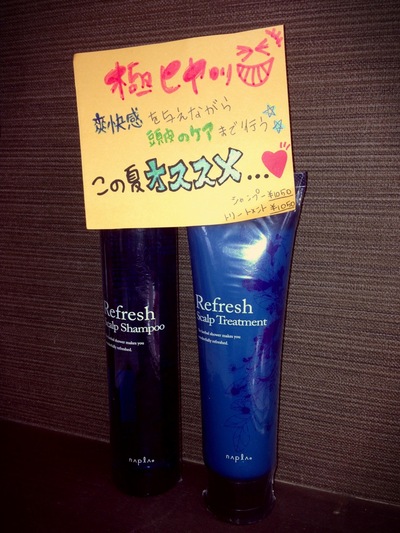 極ヒヤッッ
爽快感を与えながら
頭皮のケアまで行う
この夏オススメ...
シャンプー ¥1050
トリートメント ¥1050
Refresh
Scalp Shampoo
napla
Refresh
Scalp Treatment
napla